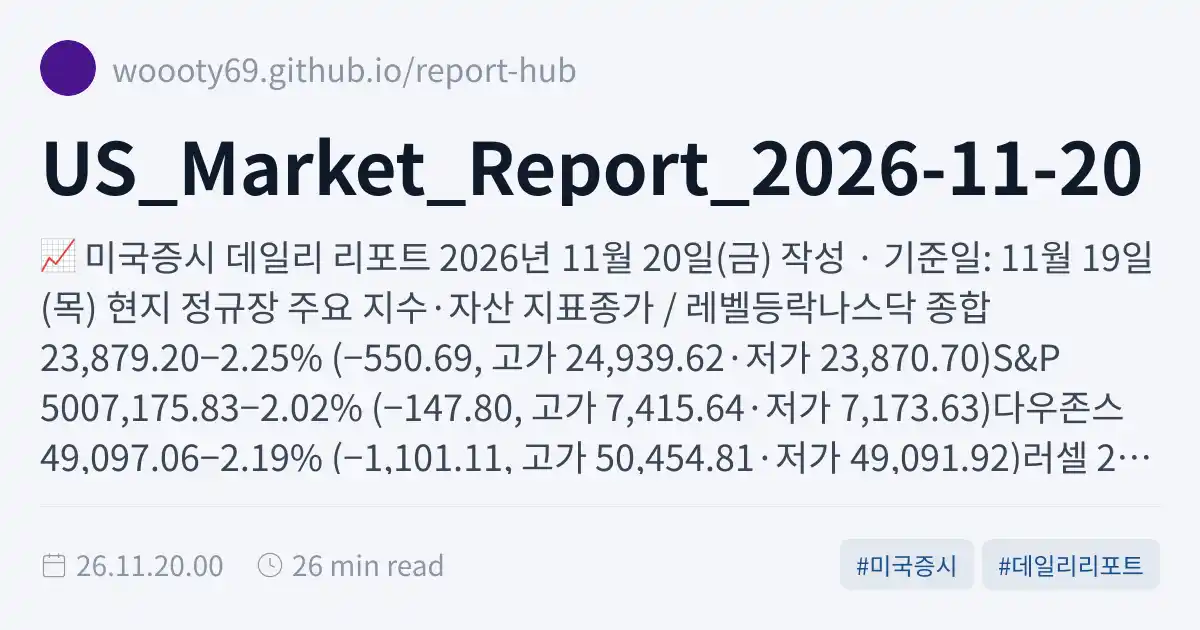 woooty69.github.io/report-hub
US_Market_Report_2026-11-20
📈 미국증시 데일리 리포트 2026년 11월 20일(금) 작성 · 기준일: 11월 19일
(목) 현지 정규장 주요 지수·자산 지표종가 / 레벨등락나스닥 종합
23,879.20−2.25% (−550.69, 고가 24,939.62·저가 23,870.70)S&P
5007,175.83−2.02% (−147.80, 고가 7,415.64·저가 7,173.63)다우존스
49,097.06−2.19% (−1,101.11, 고가 50,454.81·저가 49,091.92)러셀 2⋯
26.11.20.00
26 min read
#미국증시
#데일리리포트